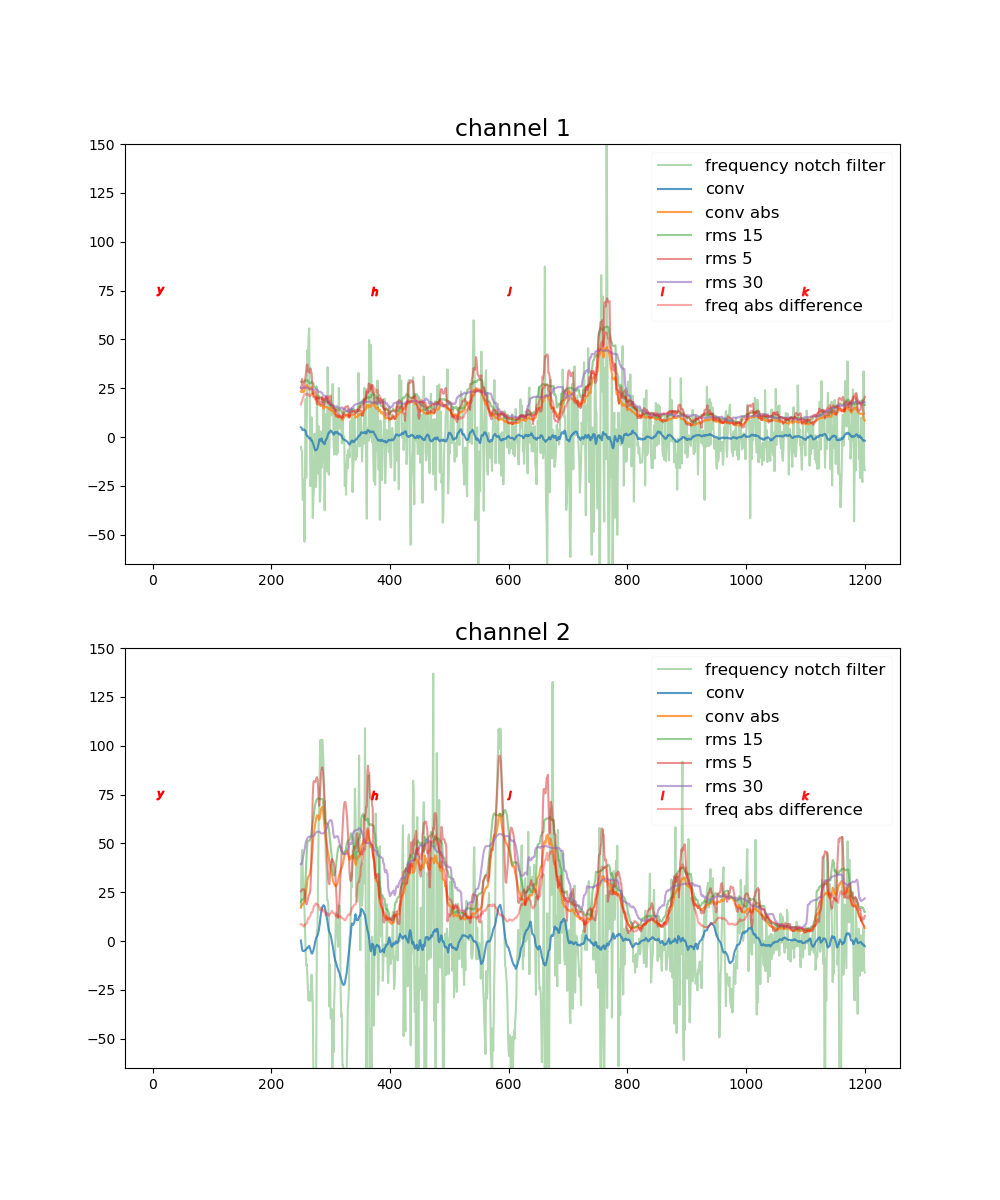 channel 1
150
125
100
75
50
25
0
−25
−50
frequency notch filter
conv
conv abs
rms 15
rms 5
rms 30
freq abs difference
y h j l k
0 200 400 600 800 1000 1200
channel 2
150
125
100
75
50
25
0
−25
−50
frequency notch filter
conv
conv abs
rms 15
rms 5
rms 30
freq abs difference
y h j l k
0 200 400 600 800 1000 1200